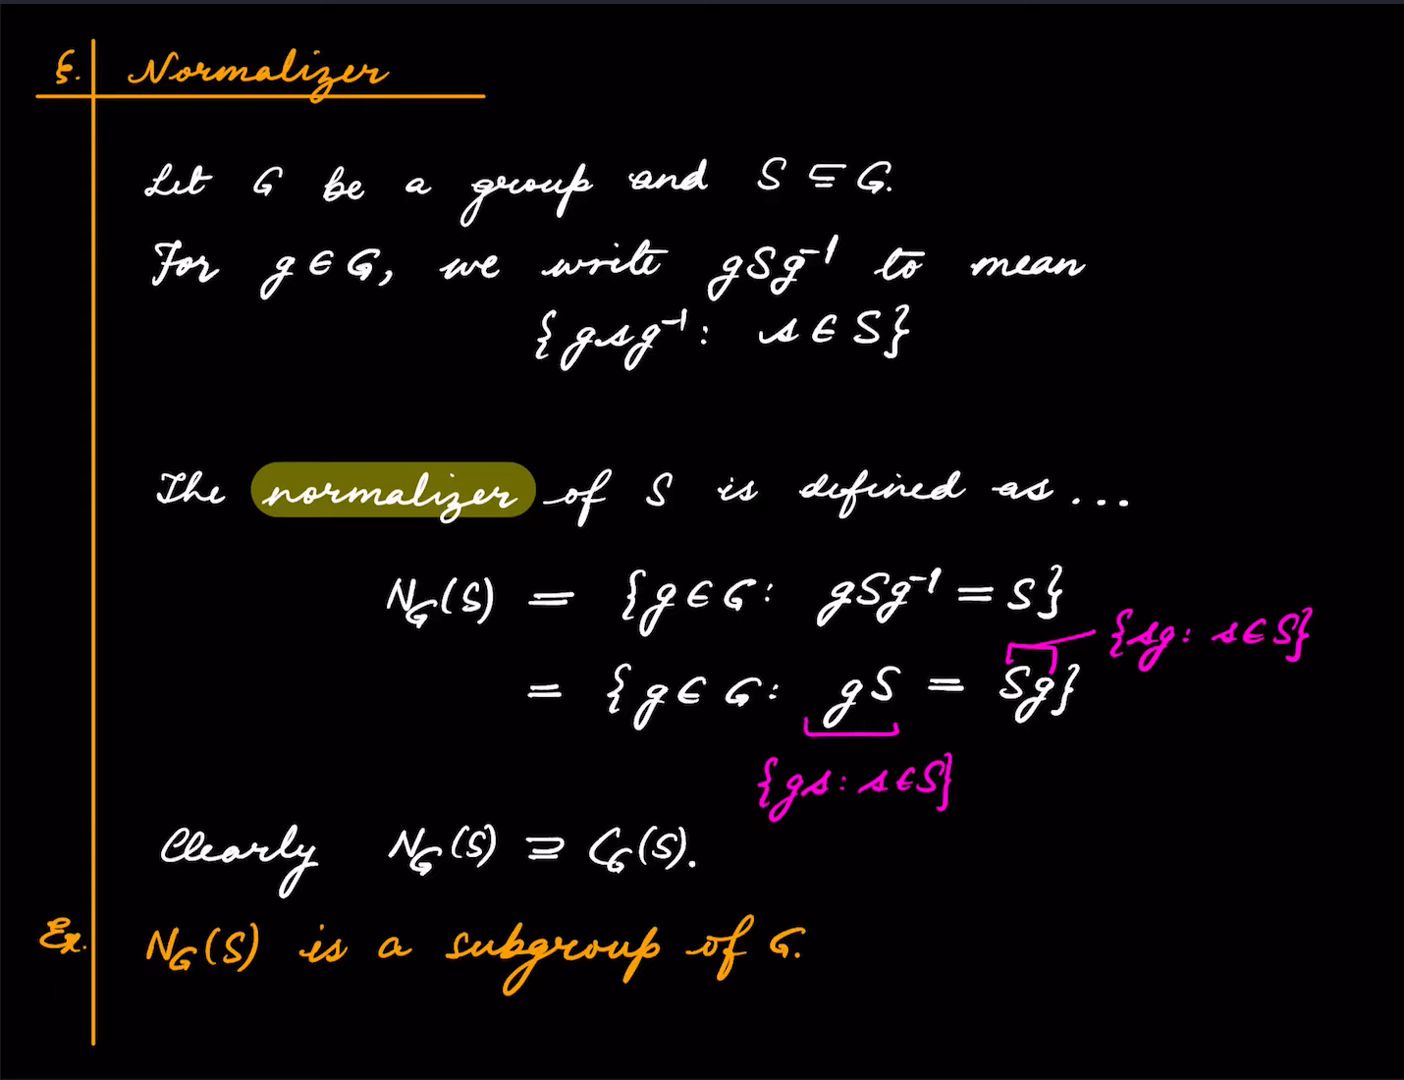 §. Normalizer
Let G be a group and S ⊆ G.
For g ∈ G, we write gSg⁻¹ to mean
{gsg⁻¹: s ∈ S}
The normalizer of S is defined as ...
N_G(S) = {g ∈ G: gSg⁻¹ = S}
{sg: s ∈ S}
= {g ∈ G: gS = Sg}
{gs: s ∈ S}
Clearly N_G(S) ⊇ C_G(S).
Ex. N_G(S) is a subgroup of G.